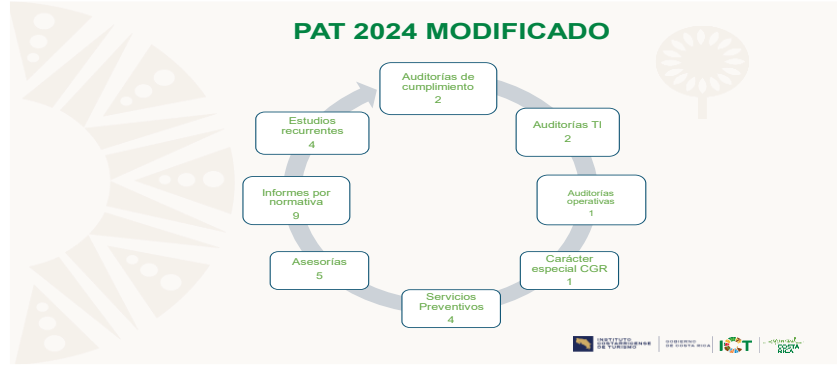 PAT 2024 MODIFICADO
Auditorías de
cumplimiento
2
Auditorías TI
2
Auditorías
operativas
1
Carácter
especial CGR
1
Servicios
Preventivos
4
Asesorías
5
Informes por
normativa
9
Estudios
recurrentes
4
INSTITUTO
COSTARRICENSE
DE TURISMO
GOBIERNO
DE COSTA RICA
ICT
COSTA
RICA